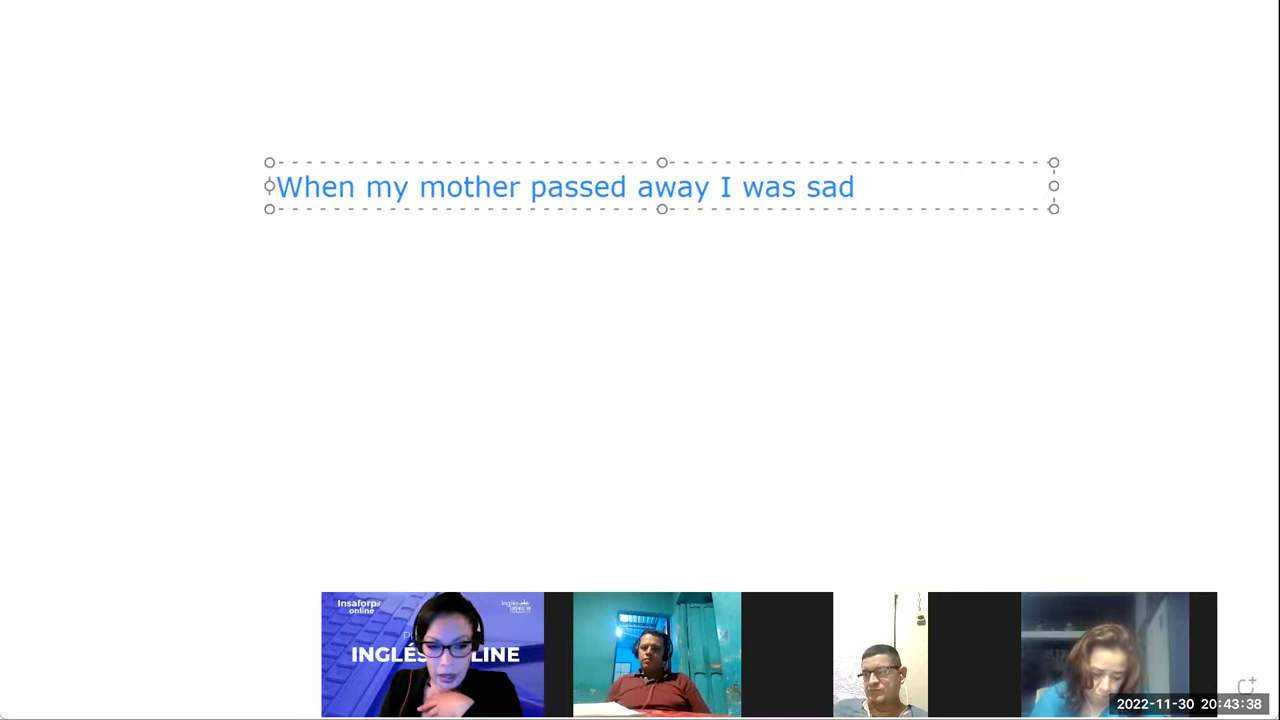 When my mother passed away I was sad
Insaforp
online
INGLÉS
LINE
2022-11-30 20:43:38